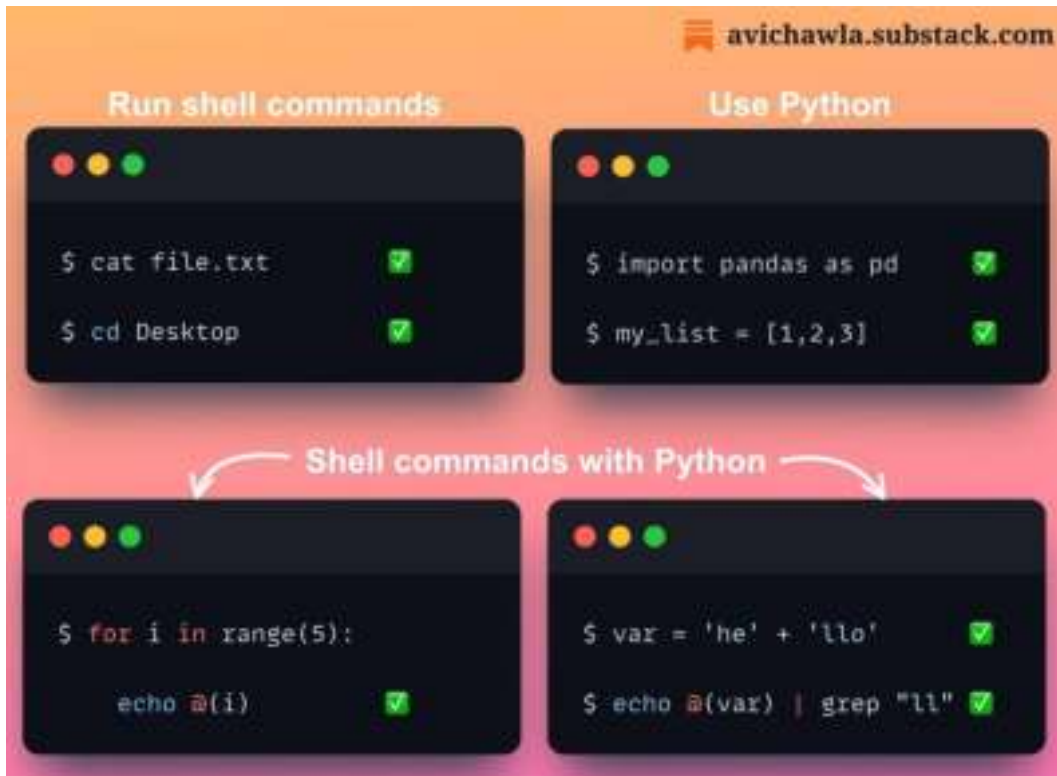 avichawla.substack.com
Run shell commands
$ cat file.txt
$ cd Desktop
Use Python
$ import pandas as pd
$ my_list = [1,2,3]
Shell commands with Python
$ for i in range(5):
echo @(i)
$ var = 'he' + 'llo'
$ echo @(var) | grep "ll"